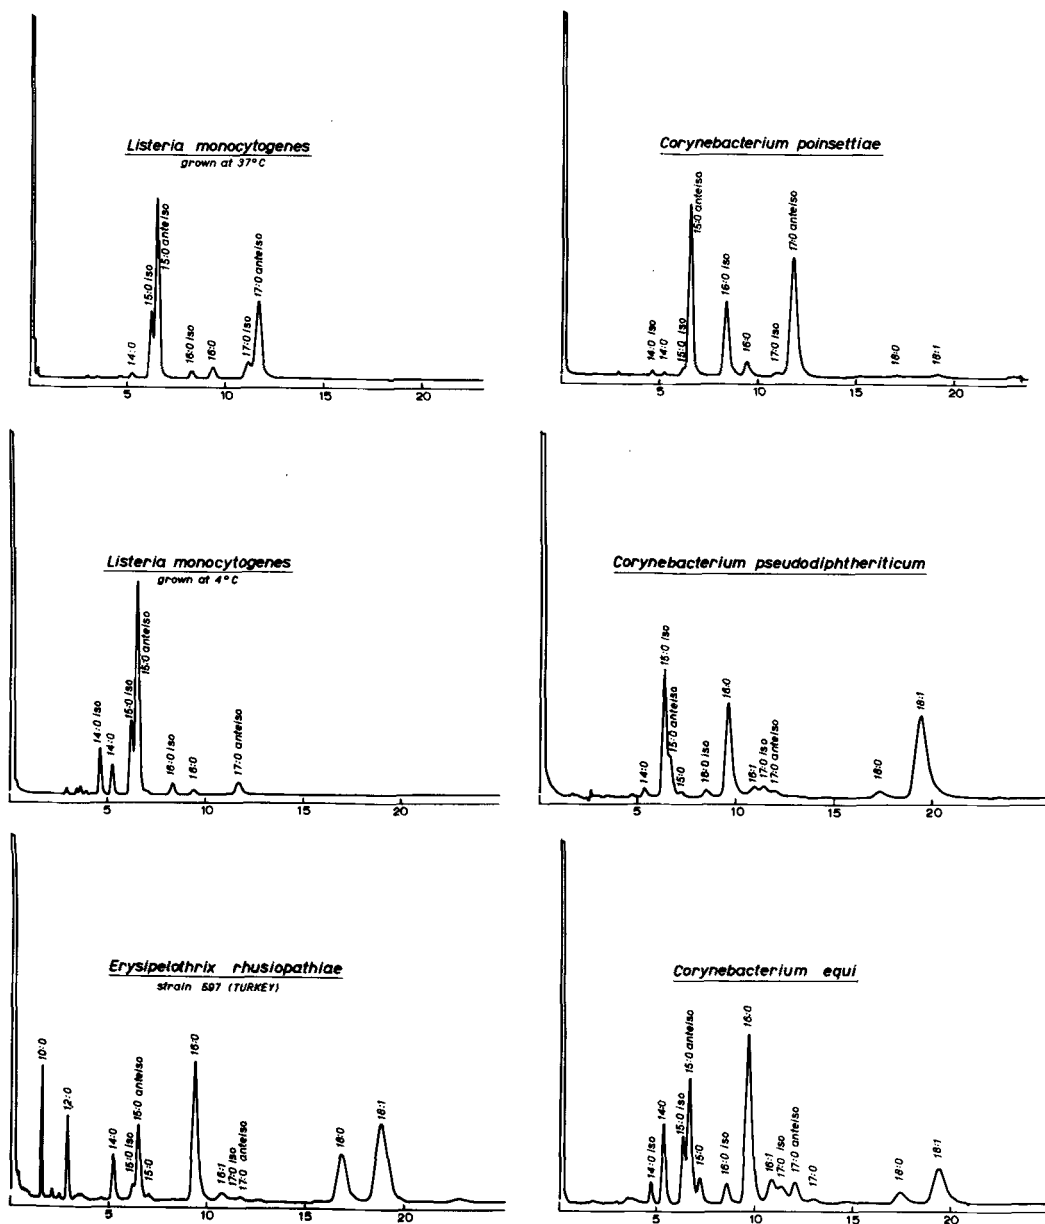 Listeria monocytogenes
grown at 37°C
14:0
15:0 iso
15:0 anteiso
16:0 iso
16:0
17:0 iso
17:0 anteiso
5 10 15 20
Corynebacterium poinsettiae
14:0 iso
14:0
15:0 iso
15:0 anteiso
16:0 iso
16:0
17:0 iso
17:0 anteiso
18:0
18:1
5 10 15 20
Listeria monocytogenes
grown at 4°C
14:0 iso
14:0
15:0 iso
15:0 anteiso
16:0 iso
16:0
17:0 anteiso
5 10 15 20
Corynebacterium pseudodiphtheriticum
14:0
15:0 iso
15:0 anteiso
15:0
16:0 iso
16:0
16:1
17:0 iso
17:0 anteiso
18:0
18:1
5 10 15 20
Erysipelothrix rhusiopathiae
strain 597 (TURKEY)
10:0
12:0
14:0
15:0 iso
15:0 anteiso
15:0
16:0
16:1
17:0 iso
17:0 anteiso
18:0
18:1
5 10 15 20
Corynebacterium equi
14:0 iso
14:0
15:0 iso
15:0 anteiso
15:0
16:0 iso
16:0
16:1
17:0 iso
17:0 anteiso
17:0
18:0
18:1
5 10 15 20